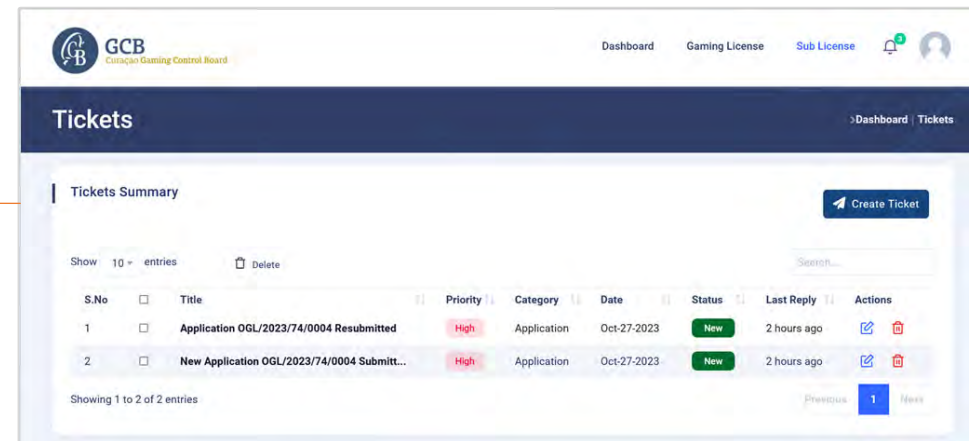 GCB
Curaçao Gaming Control Board
Dashboard Gaming License Sub License 3
Tickets
>Dashboard | Tickets
Tickets Summary
Create Ticket
Show 10 entries Delete Search...
S.No Title Priority Category Date Status Last Reply Actions
1 Application OGL/2023/74/0004 Resubmitted High Application Oct-27-2023 New 2 hours ago
2 New Application OGL/2023/74/0004 Submitt... High Application Oct-27-2023 New 2 hours ago
Showing 1 to 2 of 2 entries
Previous 1 Next